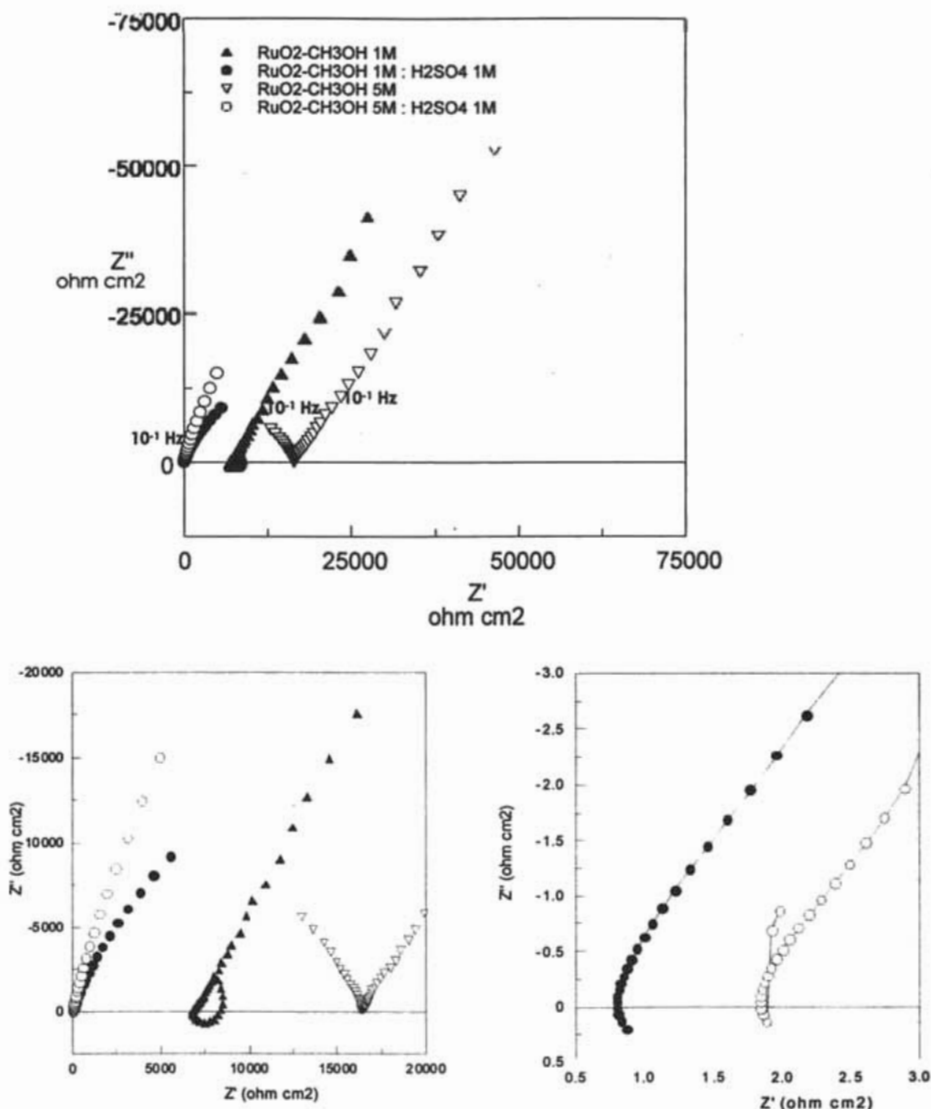 -75000
▲ RuO2-CH3OH 1M
● RuO2-CH3OH 1M : H2SO4 1M
▽ RuO2-CH3OH 5M
○ RuO2-CH3OH 5M : H2SO4 1M
-50000
Z''
ohm cm2
-25000
10⁻¹ Hz
10⁻¹ Hz
10⁻¹ Hz
0
0 25000 50000 75000
Z'
ohm cm2
-20000
-15000
-10000
-5000
0
Z'' (ohm cm2)
0 5000 10000 15000 20000
Z' (ohm cm2)
-3.0
-2.5
-2.0
-1.5
-1.0
-0.5
0
0.5
Z'' (ohm cm2)
0.5 1.0 1.5 2.0 2.5 3.0
Z' (ohm cm2)